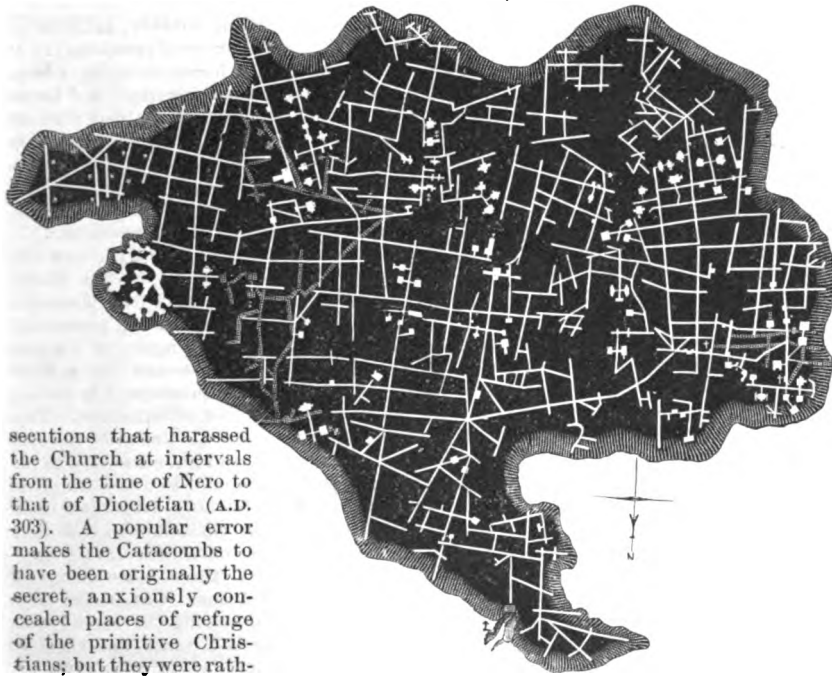 secutions that harassed
the Church at intervals
from the time of Nero to
that of Diocletian (A.D.
303). A popular error
makes the Catacombs to
have been originally the
secret, anxiously con-
cealed places of refuge
of the primitive Chris-
tians; but they were rath-
N